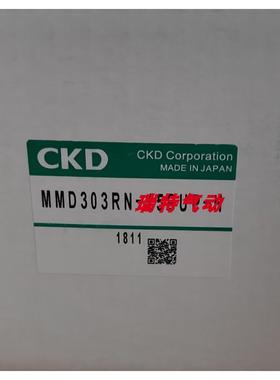 CKD
CKD Corporation
MADE IN JAPAN
MMD303RN
瑞特气动
1811